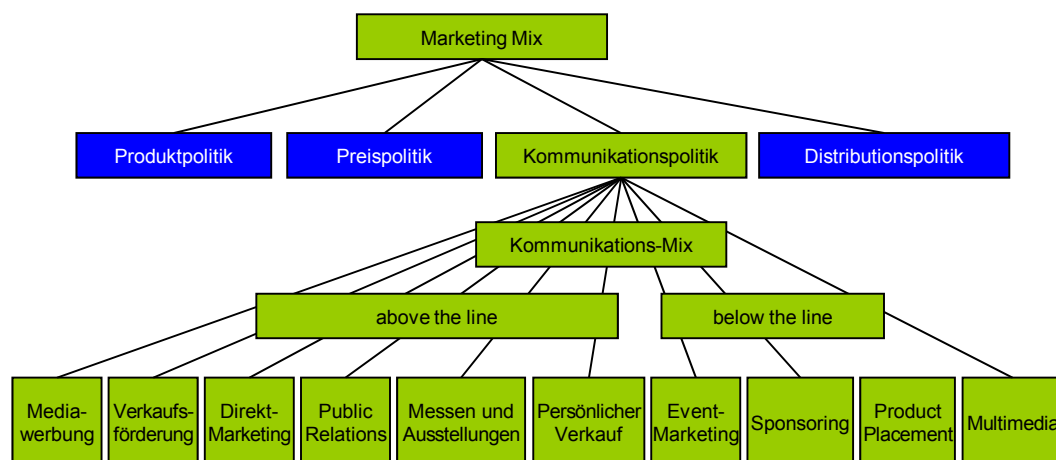 Marketing Mix
Produktpolitik
Preispolitik
Kommunikationspolitik
Distributionspolitik
Kommunikations-Mix
above the line
below the line
Media-
werbung
Verkaufs-
förderung
Direkt-
Marketing
Public
Relations
Messen und
Ausstellungen
Persönlicher
Verkauf
Event-
Marketing
Sponsoring
Product
Placement
Multimedia